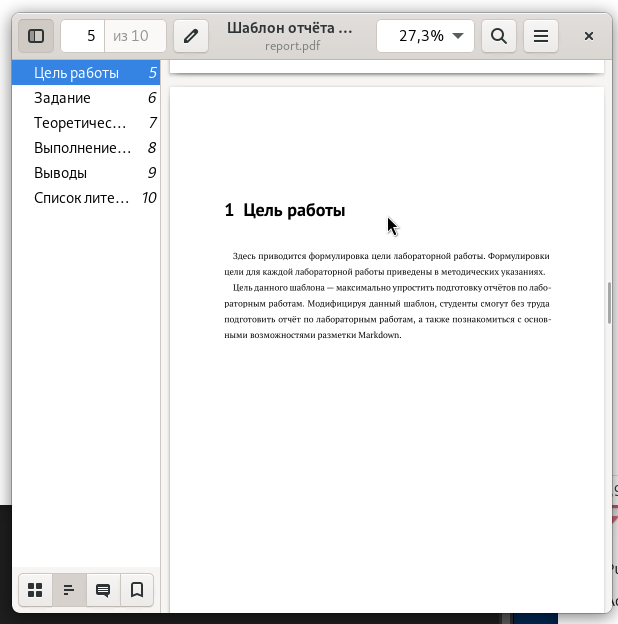 5
из 10
Шаблон отчёта ...
report.pdf
27,3%
Цель работы 5
Задание 6
Теоретичес... 7
Выполнение... 8
Выводы 9
Список лите... 10
1 Цель работы
Здесь приводится формулировка цели лабораторной работы. Формулировки
цели для каждой лабораторной работы приведены в методических указаниях.
Цель данного шаблона — максимально упростить подготовку отчётов по лабо-
раторным работам. Модифицируя данный шаблон, студенты смогут без труда
подготовить отчёт по лабораторным работам, а также познакомиться с основ-
ными возможностями разметки Markdown.